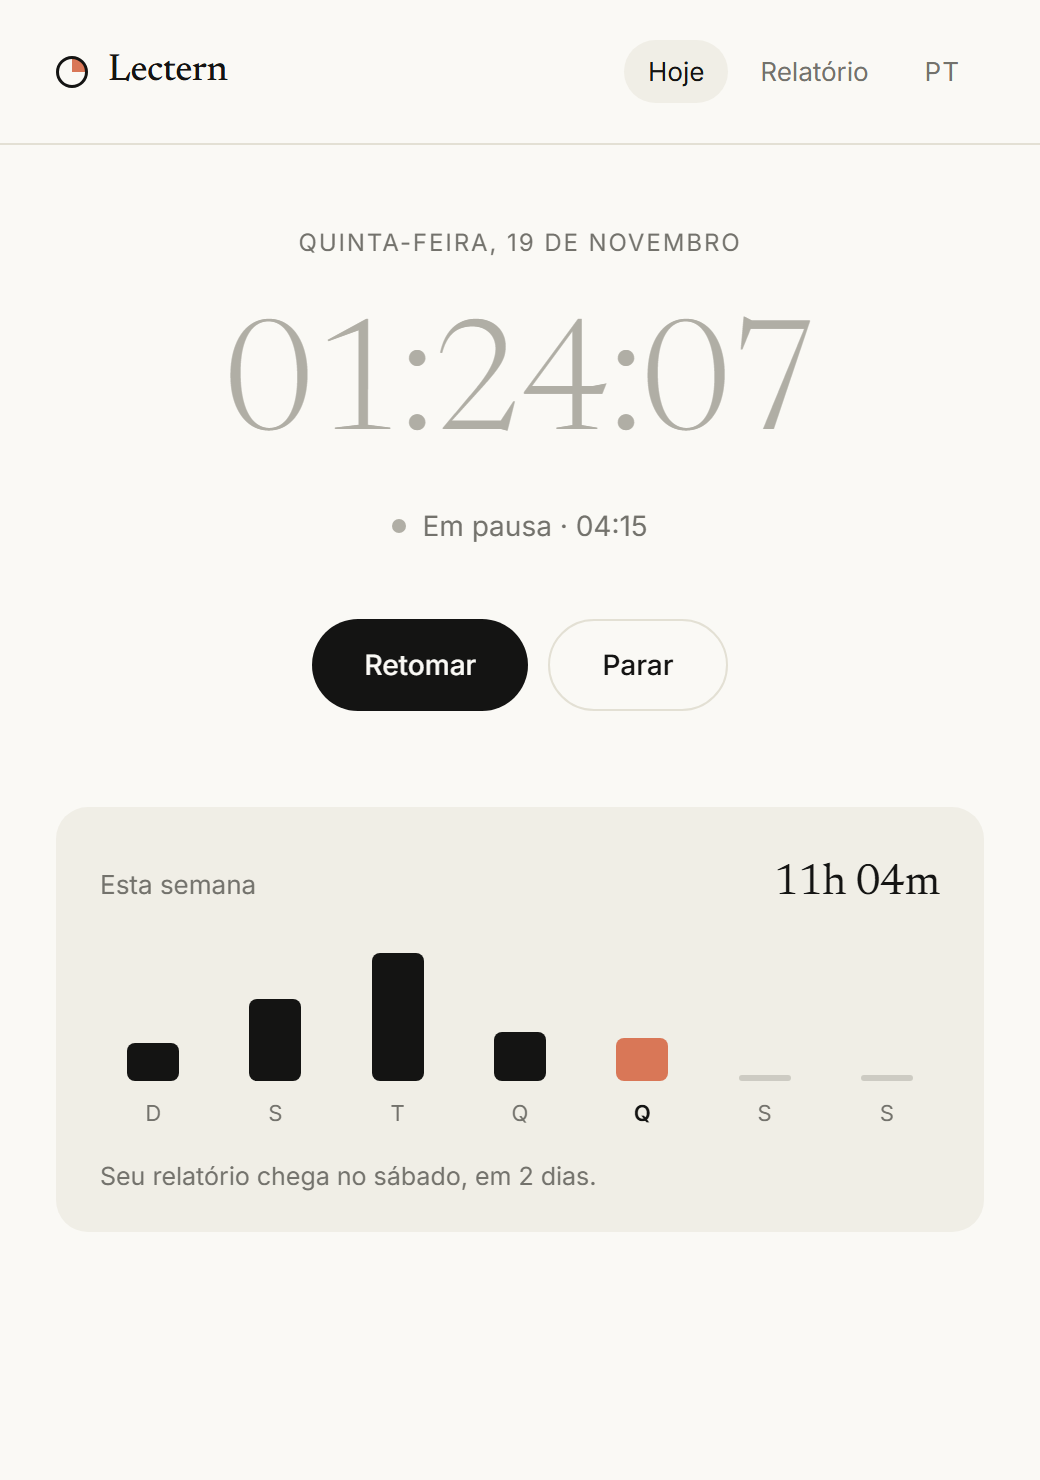 Lectern
Hoje Relatório PT
QUINTA-FEIRA, 19 DE NOVEMBRO
01:24:07
Em pausa · 04:15
Retomar Parar
Esta semana 11h 04m
D S T Q Q S S
Seu relatório chega no sábado, em 2 dias.